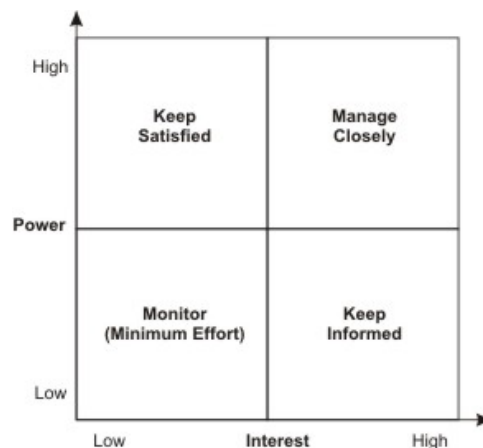 High
Keep
Satisfied
Manage
Closely
Power
Monitor
(Minimum Effort)
Keep
Informed
Low
Low
Interest
High